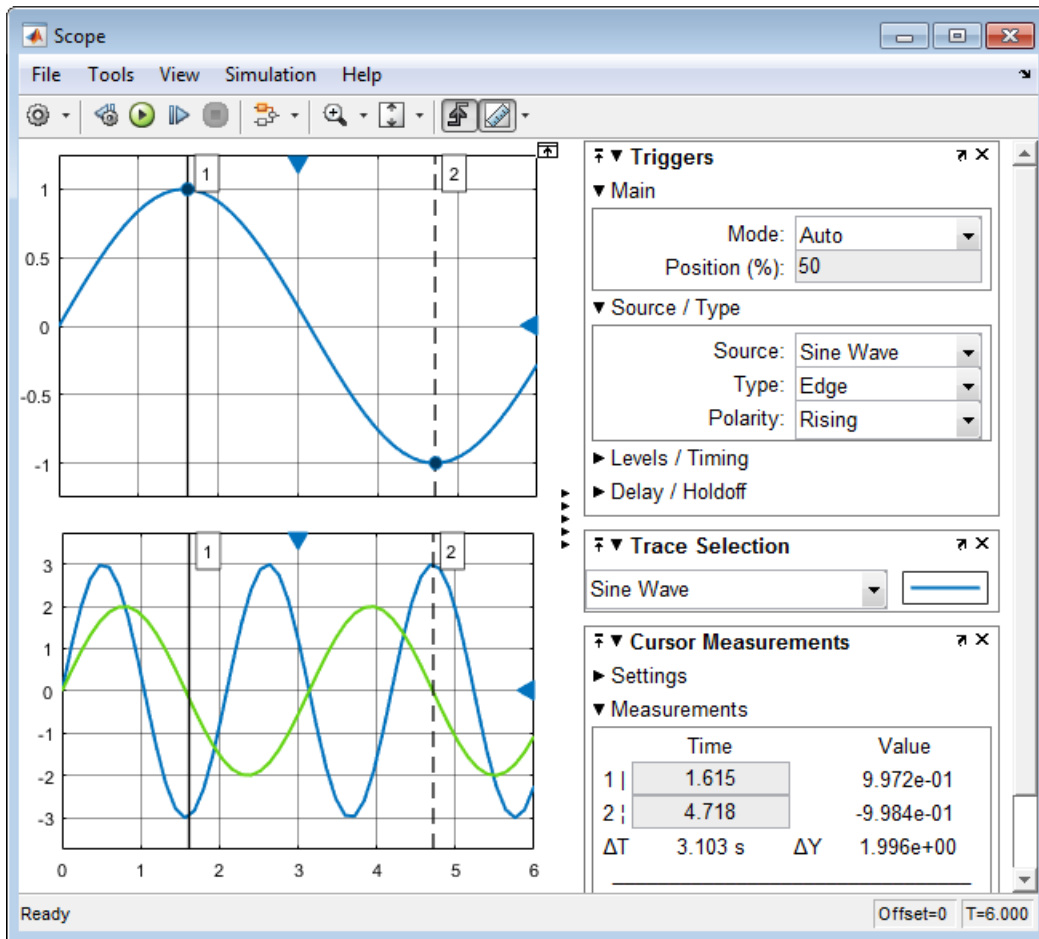 Scope
File Tools View Simulation Help
1 2
1
0.5
0
-0.5
-1
1 2
3
2
1
0
-1
-2
-3
0 1 2 3 4 5 6
Triggers
Main
Mode: Auto
Position (%): 50
Source / Type
Source: Sine Wave
Type: Edge
Polarity: Rising
Levels / Timing
Delay / Holdoff
Trace Selection
Sine Wave
Cursor Measurements
Settings
Measurements
Time Value
1 | 1.615 9.972e-01
2 ¦ 4.718 -9.984e-01
ΔT 3.103 s ΔY 1.996e+00
Ready Offset=0 T=6.000